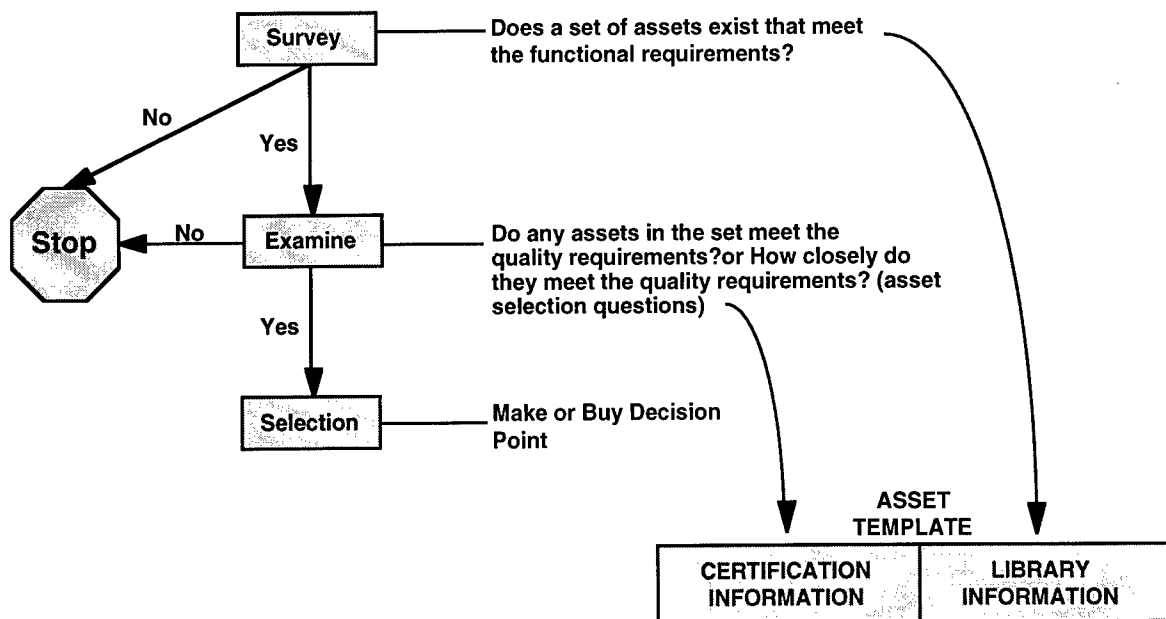 Survey
Does a set of assets exist that meet
the functional requirements?
No
Yes
Stop
No
Examine
Do any assets in the set meet the
quality requirements?or How closely do
they meet the quality requirements? (asset
selection questions)
Yes
Selection
Make or Buy Decision
Point
ASSET
TEMPLATE
CERTIFICATION
INFORMATION
LIBRARY
INFORMATION